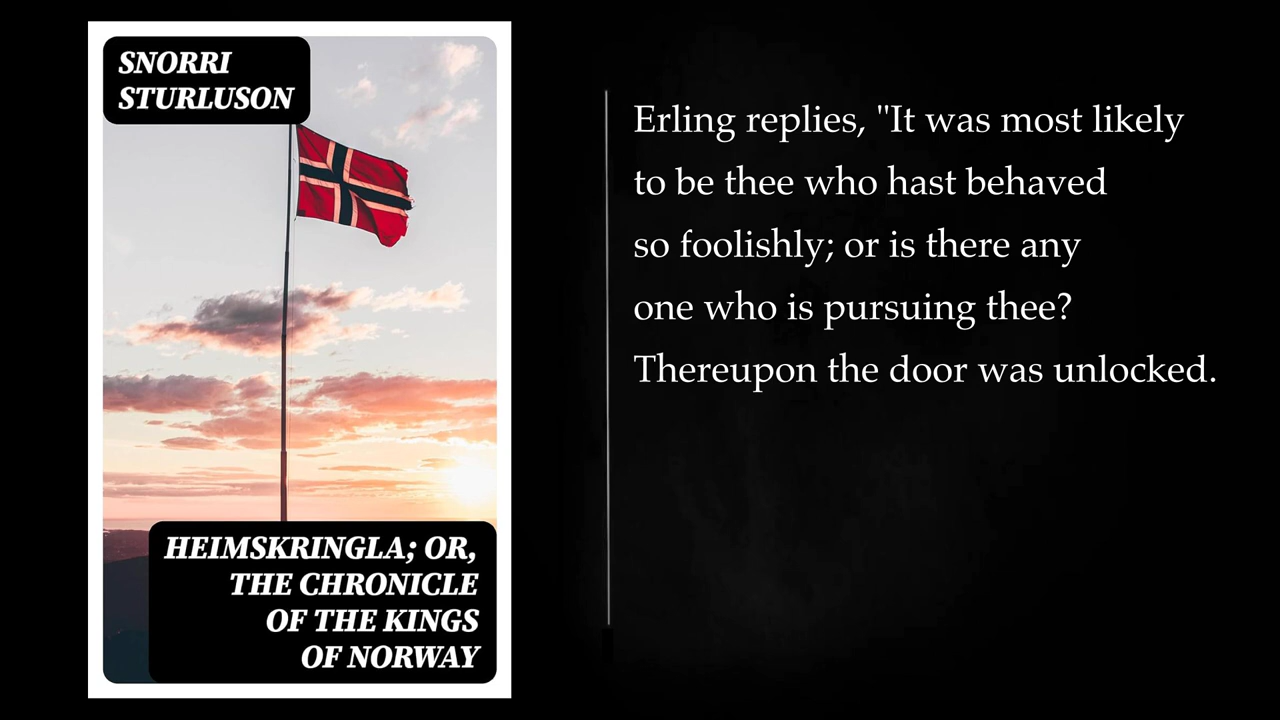 SNORRI
STURLUSON
HEIMSKRINGLA; OR,
THE CHRONICLE
OF THE KINGS
OF NORWAY
Erling replies, "It was most likely
to be thee who hast behaved
so foolishly; or is there any
one who is pursuing thee?
Thereupon the door was unlocked.